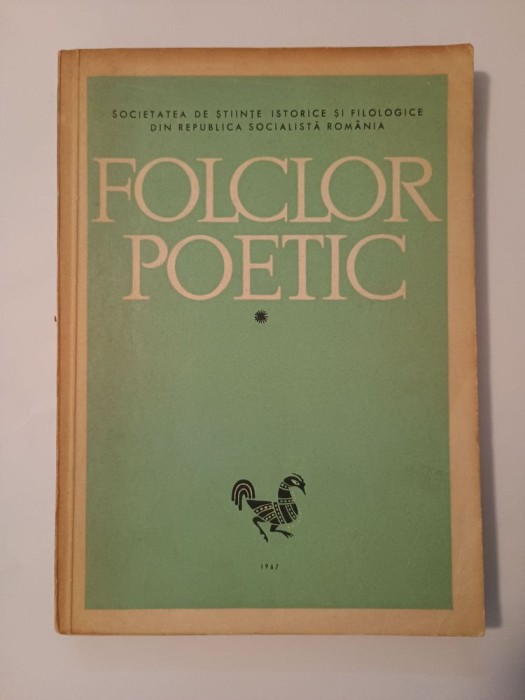 SOCIETATEA DE ȘTIINȚE ISTORICE ȘI FILOLOGICE
DIN REPUBLICA SOCIALISTĂ ROMÂNIA
FOLCLOR
POETIC
1967